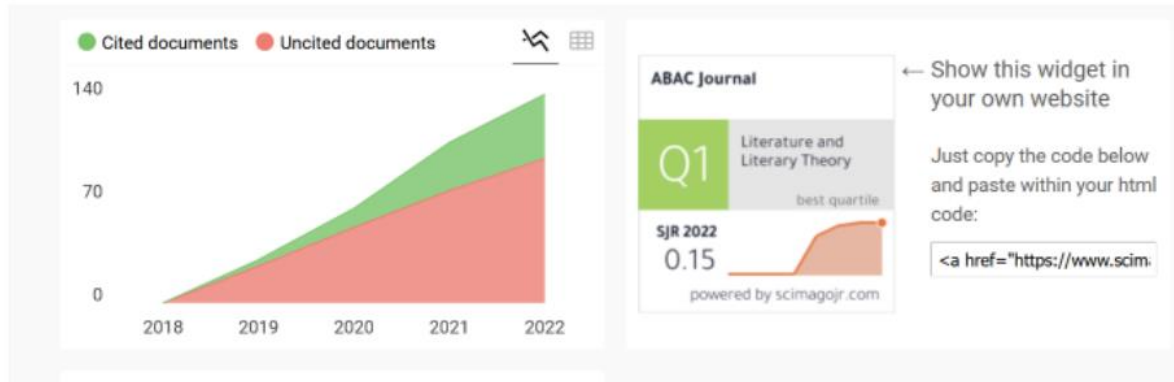 Cited documents Uncited documents
140
70
0
2018 2019 2020 2021 2022
ABAC Journal
Q1
Literature and
Literary Theory
best quartile
SJR 2022
0.15
powered by scimagojr.com
← Show this widget in
your own website
Just copy the code below
and paste within your html
code:
<a href="https://www.scim